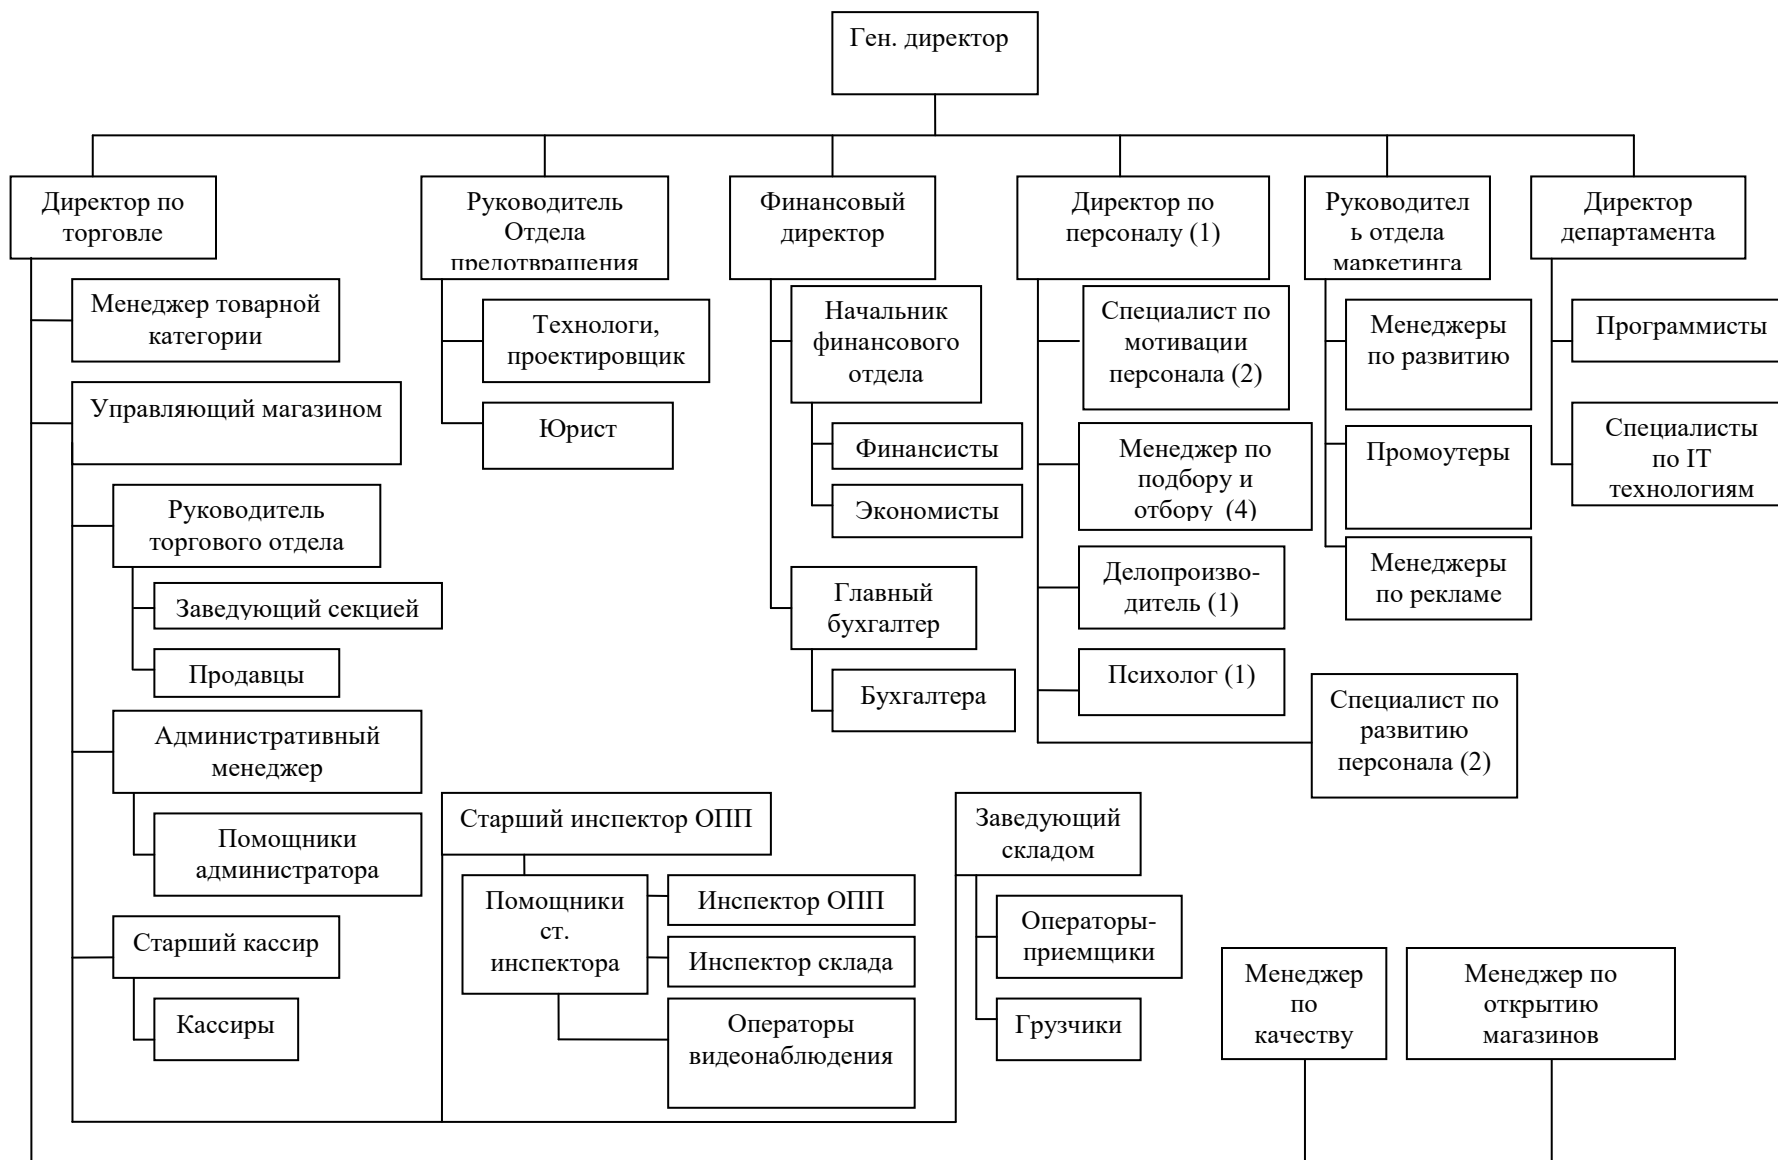 Ген. директор
Директор по
торговле
Руководитель
Отдела
предотвращения
Финансовый
директор
Директор по
персоналу (1)
Руководител
ь отдела
маркетинга
Директор
департамента
Менеджер товарной
категории
Управляющий магазином
Руководитель
торгового отдела
Заведующий секцией
Продавцы
Административный
менеджер
Помощники
администратора
Старший кассир
Кассиры
Технологи,
проектировщик
Юрист
Начальник
финансового
отдела
Финансисты
Экономисты
Главный
бухгалтер
Бухгалтера
Специалист по
мотивации
персонала (2)
Менеджер по
подбору и
отбору (4)
Делопроизво-
дитель (1)
Психолог (1)
Специалист по
развитию
персонала (2)
Менеджеры
по развитию
Промоутеры
Менеджеры
по рекламе
Программисты
Специалисты
по IT
технологиям
Старший инспектор ОПП
Помощники
ст.
инспектора
Инспектор ОПП
Инспектор склада
Операторы
видеонаблюдения
Заведующий
складом
Операторы-
приемщики
Грузчики
Менеджер
по
качеству
Менеджер по
открытию
магазинов